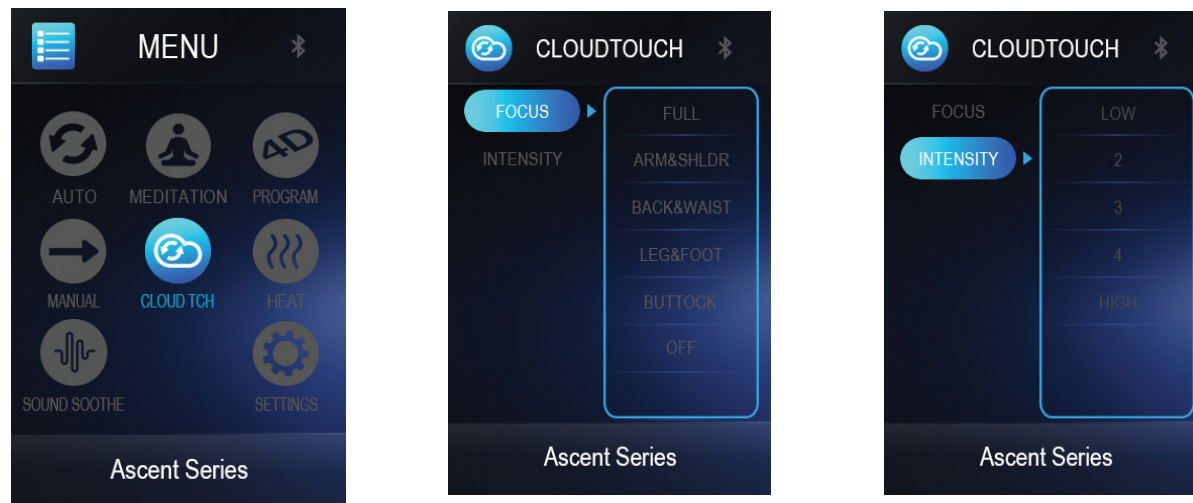 MENU
AUTO MEDITATION PROGRAM
MANUAL CLOUD TCH HEAT
SOUND SOOTHE SETTINGS
Ascent Series
CLOUDTOUCH
FOCUS
INTENSITY
FULL
ARM&SHLDR
BACK&WAIST
LEG&FOOT
BUTTOCK
OFF
Ascent Series
CLOUDTOUCH
FOCUS
INTENSITY
LOW
2
3
4
HIGH
Ascent Series